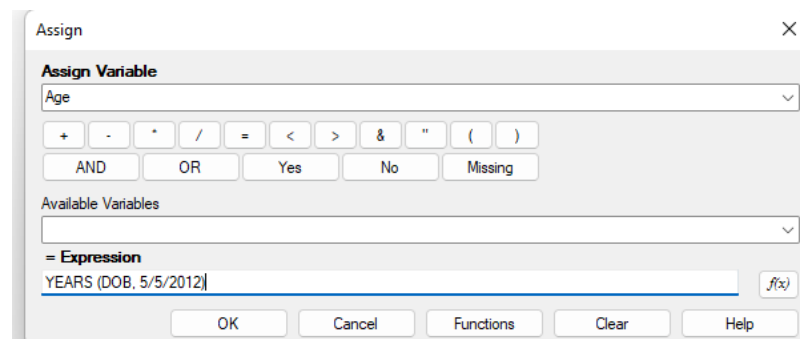 Assign
Assign Variable
Age
+ - * / = < > & " ( )
AND OR Yes No Missing
Available Variables
= Expression
YEARS (DOB, 5/5/2012)
f(x)
OK Cancel Functions Clear Help